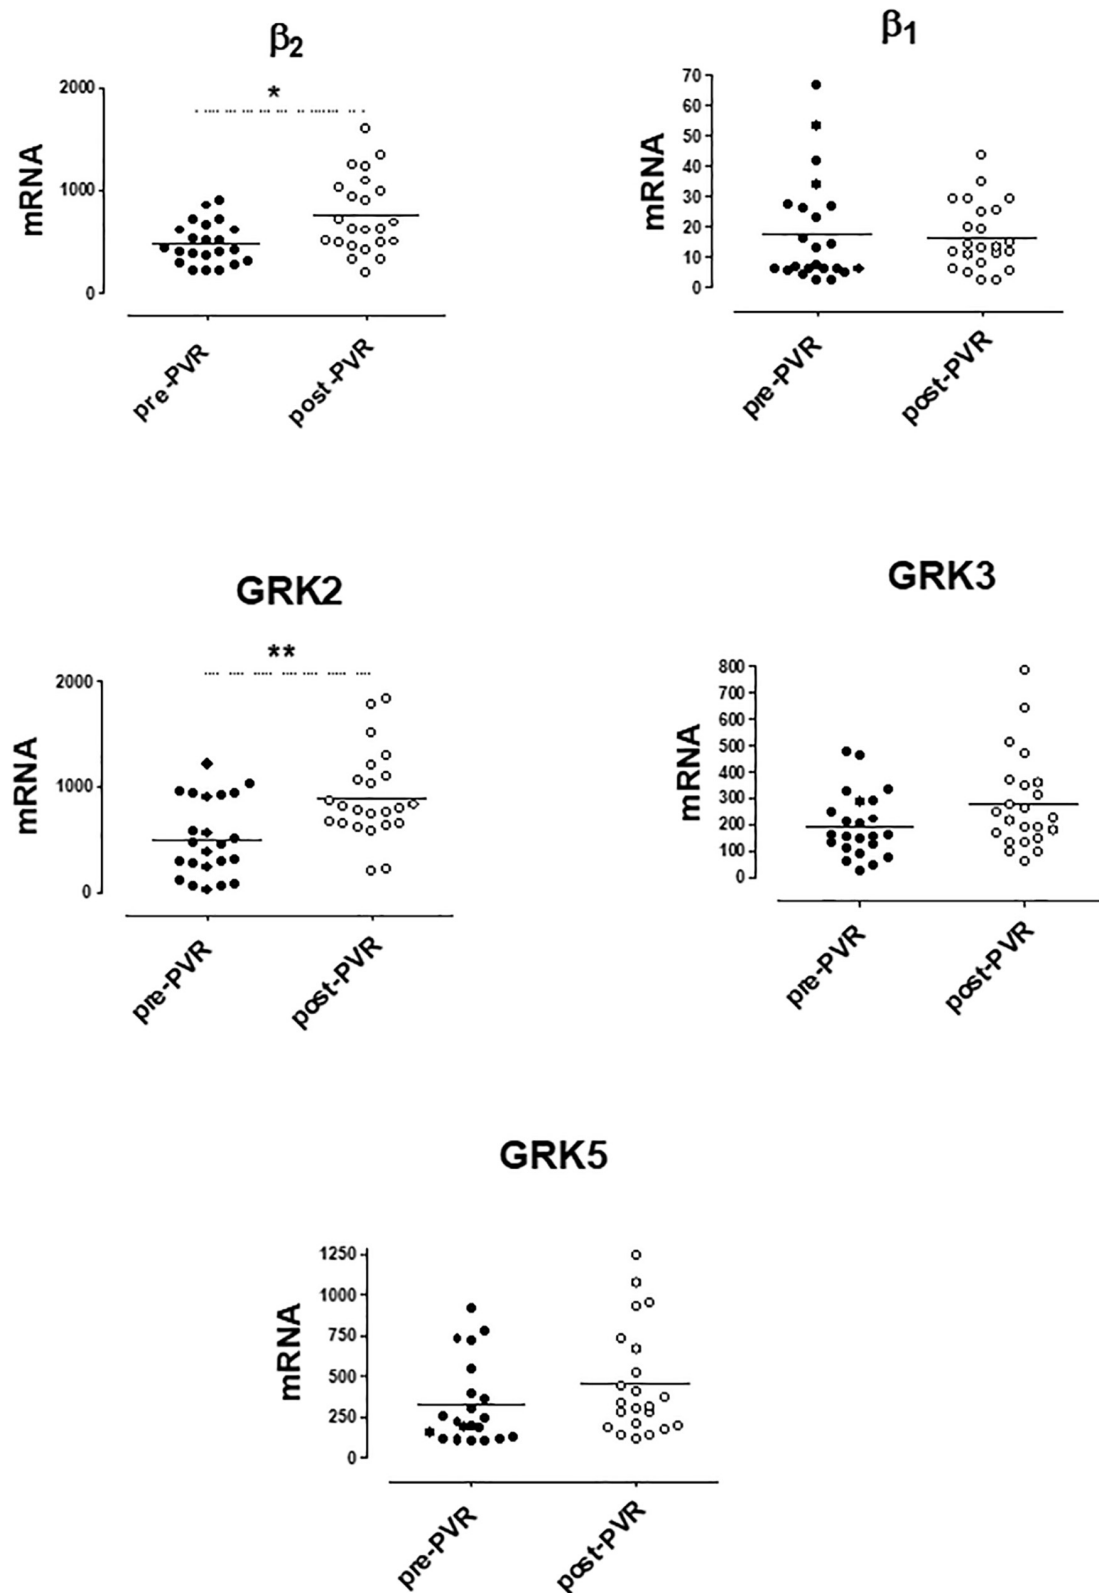 β2
*
2000
1000
0
mRNA
pre-PVR
post-PVR
β1
70
60
50
40
30
20
10
0
mRNA
pre-PVR
post-PVR
GRK2
**
2000
1000
0
mRNA
pre-PVR
post-PVR
GRK3
800
700
600
500
400
300
200
100
0
mRNA
pre-PVR
post-PVR
GRK5
1250
1000
750
500
250
0
mRNA
pre-PVR
post-PVR